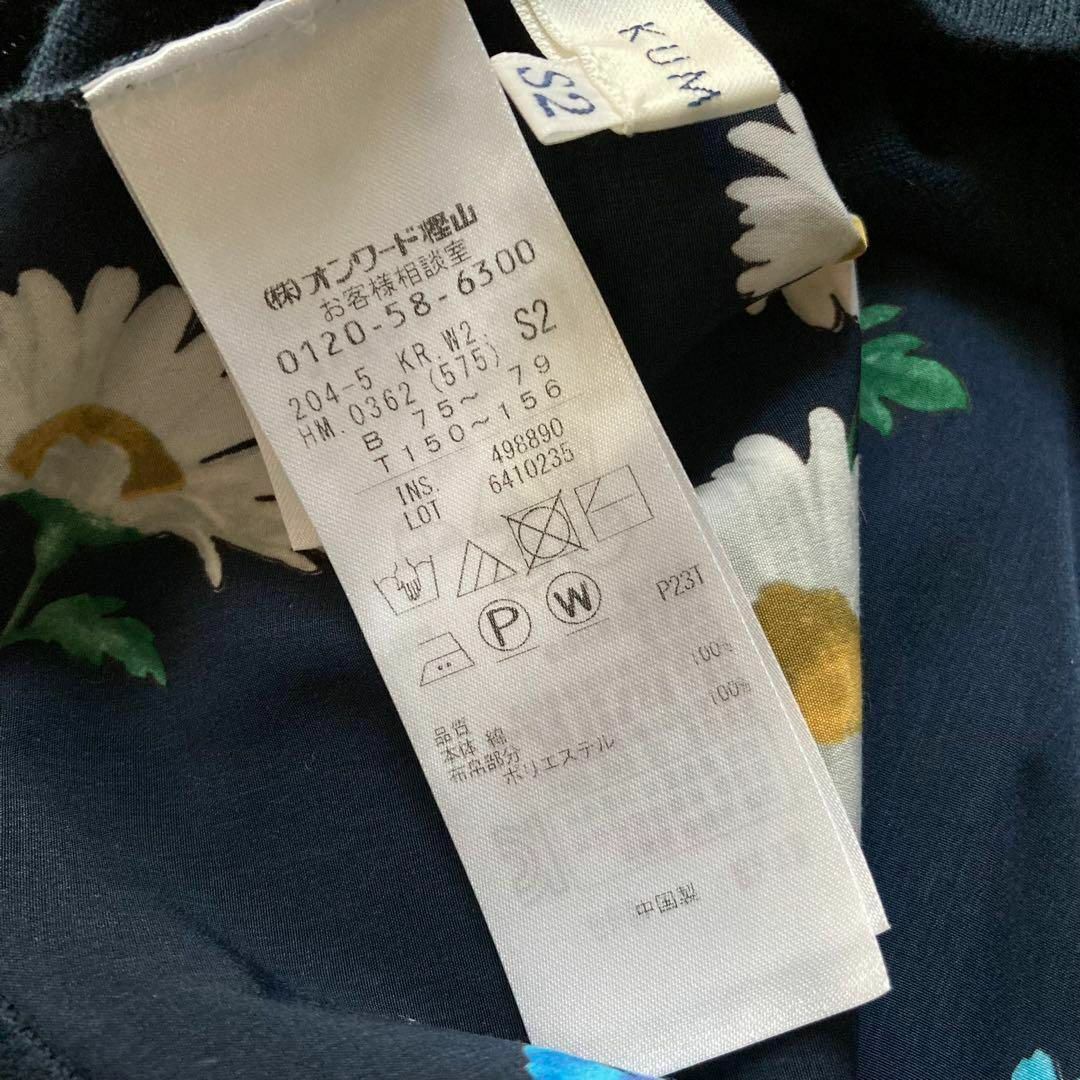 KUM
S2
(株)オンワード樫山
お客様相談室
0120-58-6300
204-5 KR.W2. S2
HM.0362 (575)
B 75～ 79
T 150～156
INS. 498890
LOT 6410235
P W P23T
品質
本体 綿 100%
布帛部分
ポリエステル 100%
中国製